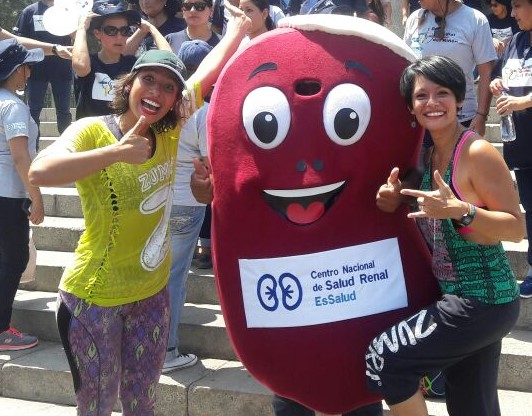 ZUMBA
Centro Nacional
de Salud Renal
EsSalud
ZUMBA